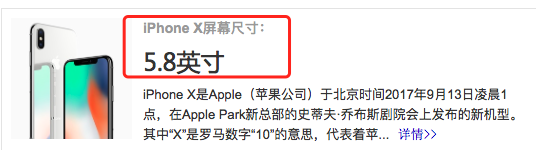 iPhone X屏幕尺寸：
5.8英寸
iPhone X是Apple（苹果公司）于北京时间2017年9月13日凌晨1
点，在Apple Park新总部的史蒂夫·乔布斯剧院会上发布的新机型。
其中“X”是罗马数字“10”的意思，代表着苹... 详情>>